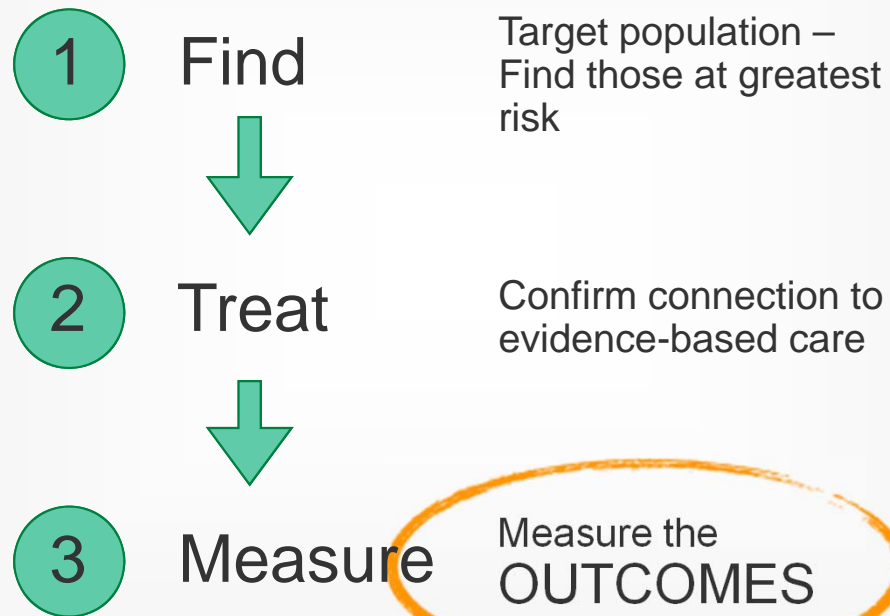 1
Find
Target population –
Find those at greatest
risk
2
Treat
Confirm connection to
evidence-based care
3
Measure
Measure the
OUTCOMES